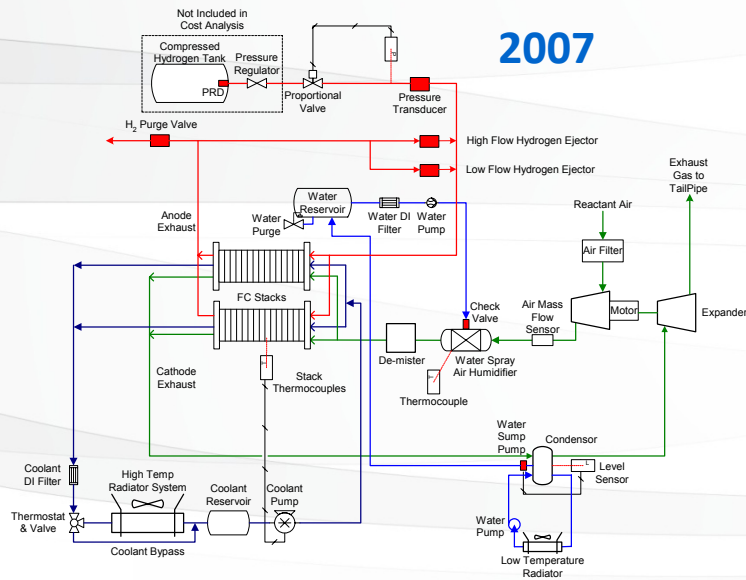 Not Included in
Cost Analysis
2007
Compressed
Hydrogen Tank
Pressure
Regulator
PRD
P
Proportional
Valve
Pressure
Transducer
H2 Purge Valve
High Flow Hydrogen Ejector
Low Flow Hydrogen Ejector
Exhaust
Gas to
TailPipe
Water
Reservoir
Reactant Air
Anode
Exhaust
Water
Purge
Water DI
Filter
Water
Pump
Air Filter
FC Stacks
Check
Valve
Air Mass
Flow
Sensor
Motor
Expander
De-mister
Water Spray
Air Humidifier
Cathode
Exhaust
Stack
Thermocouples
T
T
Thermocouple
Water
Sump
Pump
Condensor
L
Level
Sensor
Coolant
DI Filter
High Temp
Radiator System
Coolant
Reservoir
Coolant
Pump
Thermostat
& Valve
Coolant Bypass
Water
Pump
Low Temperature
Radiator